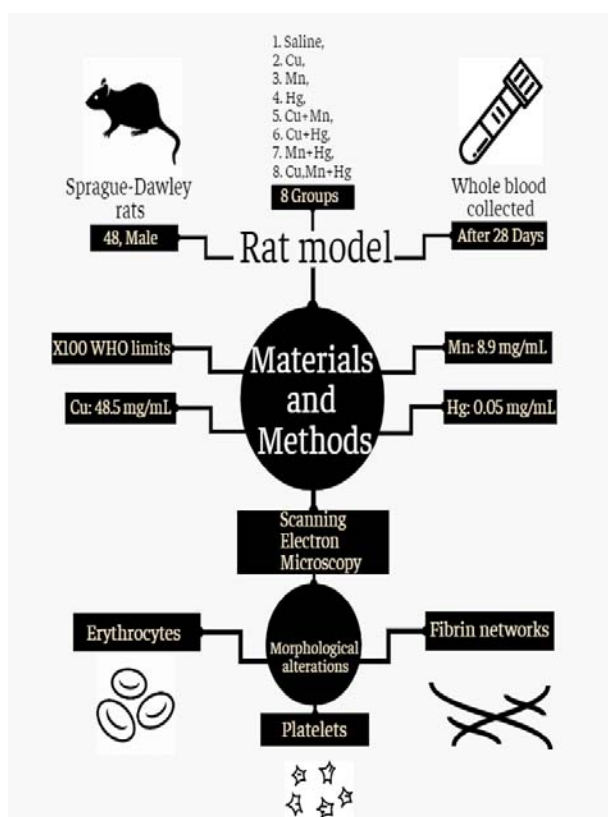 1. Saline,
2. Cu,
3. Mn,
4. Hg,
5. Cu+Mn,
6. Cu+Hg,
7. Mn+Hg,
8. Cu,Mn+Hg
8 Groups
Sprague-Dawley
rats
48, Male
Whole blood
collected
After 28 Days
Rat model
X100 WHO limits
Mn: 8.9 mg/mL
Materials
and
Methods
Cu: 48.5 mg/mL
Hg: 0.05 mg/mL
Scanning
Electron
Microscopy
Erythrocytes
Morphological
alterations
Fibrin networks
Platelets